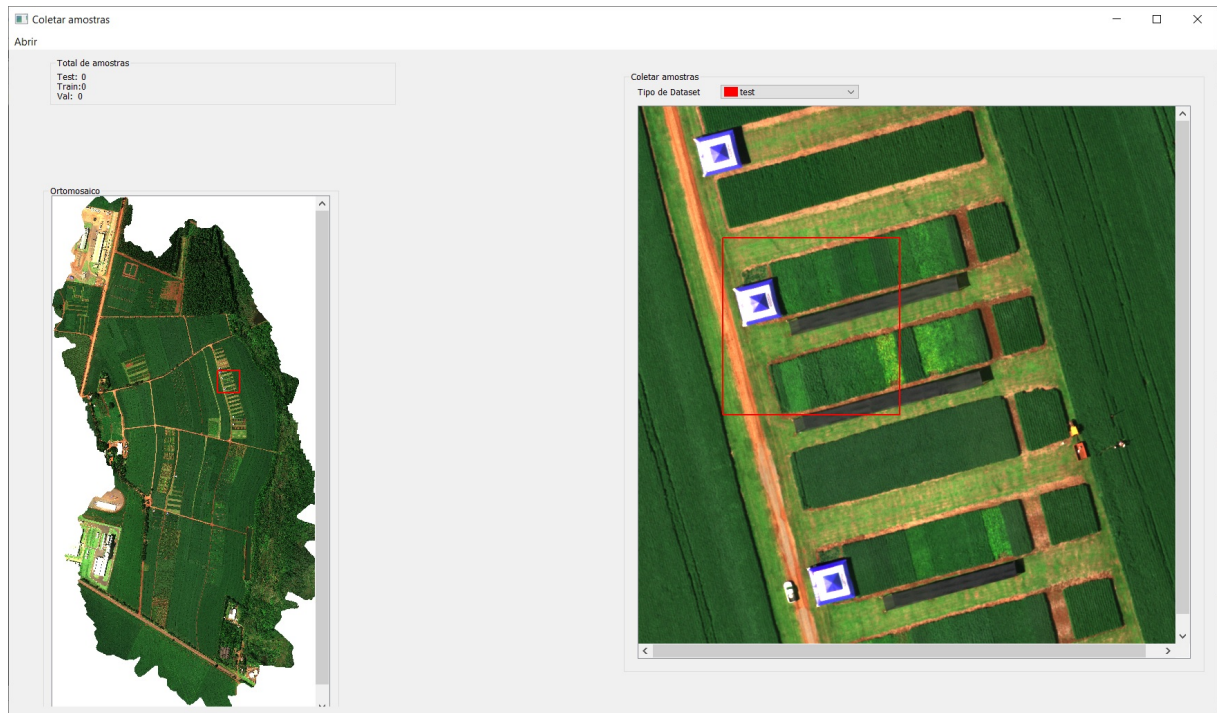 Coletar amostras
Abrir
Total de amostras
Test: 0
Train:0
Val: 0
Ortomosaico
Coletar amostras
Tipo de Dataset
test